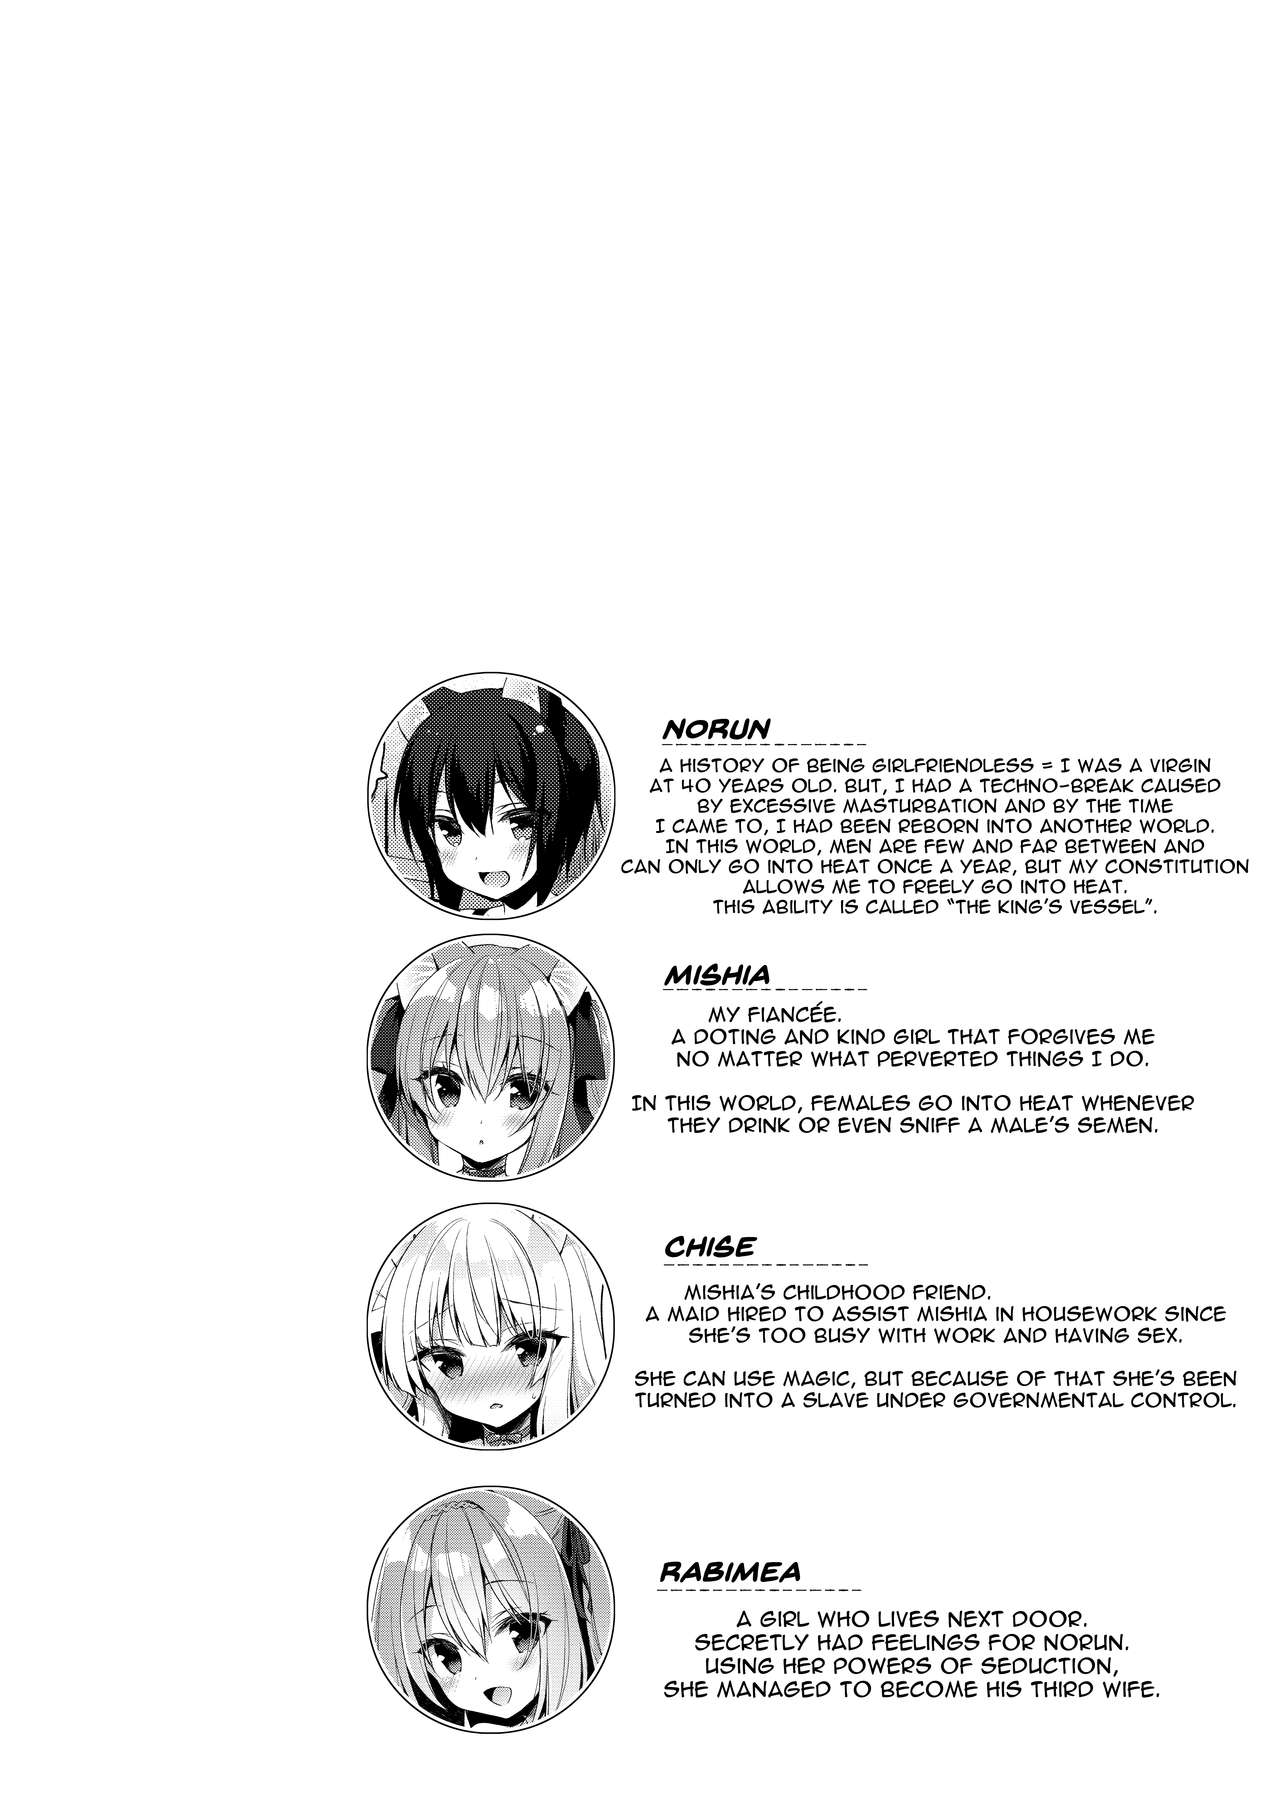 NORUN
A HISTORY OF BEING GIRLFRIENDLESS = I WAS A VIRGIN
AT 40 YEARS OLD. BUT, I HAD A TECHNO-BREAK CAUSED
BY EXCESSIVE MASTURBATION AND BY THE TIME
I CAME TO, I HAD BEEN REBORN INTO ANOTHER WORLD.
IN THIS WORLD, MEN ARE FEW AND FAR BETWEEN AND
CAN ONLY GO INTO HEAT ONCE A YEAR, BUT MY CONSTITUTION
ALLOWS ME TO FREELY GO INTO HEAT.
THIS ABILITY IS CALLED "THE KING'S VESSEL".
MISHIA
MY FIANCÉE.
A DOTING AND KIND GIRL THAT FORGIVES ME
NO MATTER WHAT PERVERTED THINGS I DO.
IN THIS WORLD, FEMALES GO INTO HEAT WHENEVER
THEY DRINK OR EVEN SNIFF A MALE'S SEMEN.
CHISE
MISHIA'S CHILDHOOD FRIEND.
A MAID HIRED TO ASSIST MISHIA IN HOUSEWORK SINCE
SHE'S TOO BUSY WITH WORK AND HAVING SEX.
SHE CAN USE MAGIC, BUT BECAUSE OF THAT SHE'S BEEN
TURNED INTO A SLAVE UNDER GOVERNMENTAL CONTROL.
RABIMEA
A GIRL WHO LIVES NEXT DOOR.
SECRETLY HAD FEELINGS FOR NORUN.
USING HER POWERS OF SEDUCTION,
SHE MANAGED TO BECOME HIS THIRD WIFE.